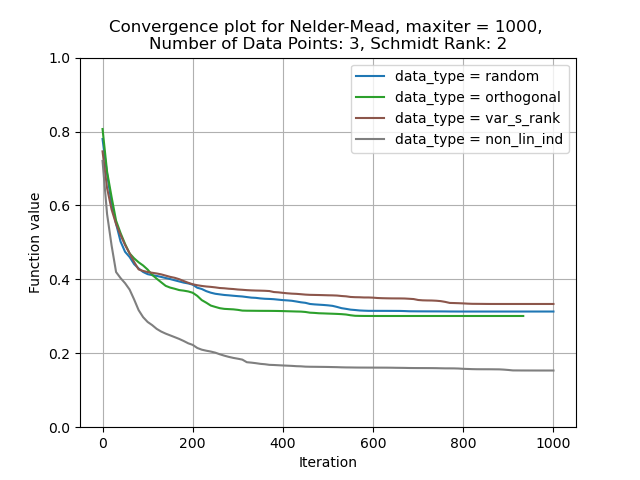 Convergence plot for Nelder-Mead, maxiter = 1000,
Number of Data Points: 3, Schmidt Rank: 2
data_type = random
data_type = orthogonal
data_type = var_s_rank
data_type = non_lin_ind
Function value
1.0
0.8
0.6
0.4
0.2
0.0
0 200 400 600 800 1000
Iteration